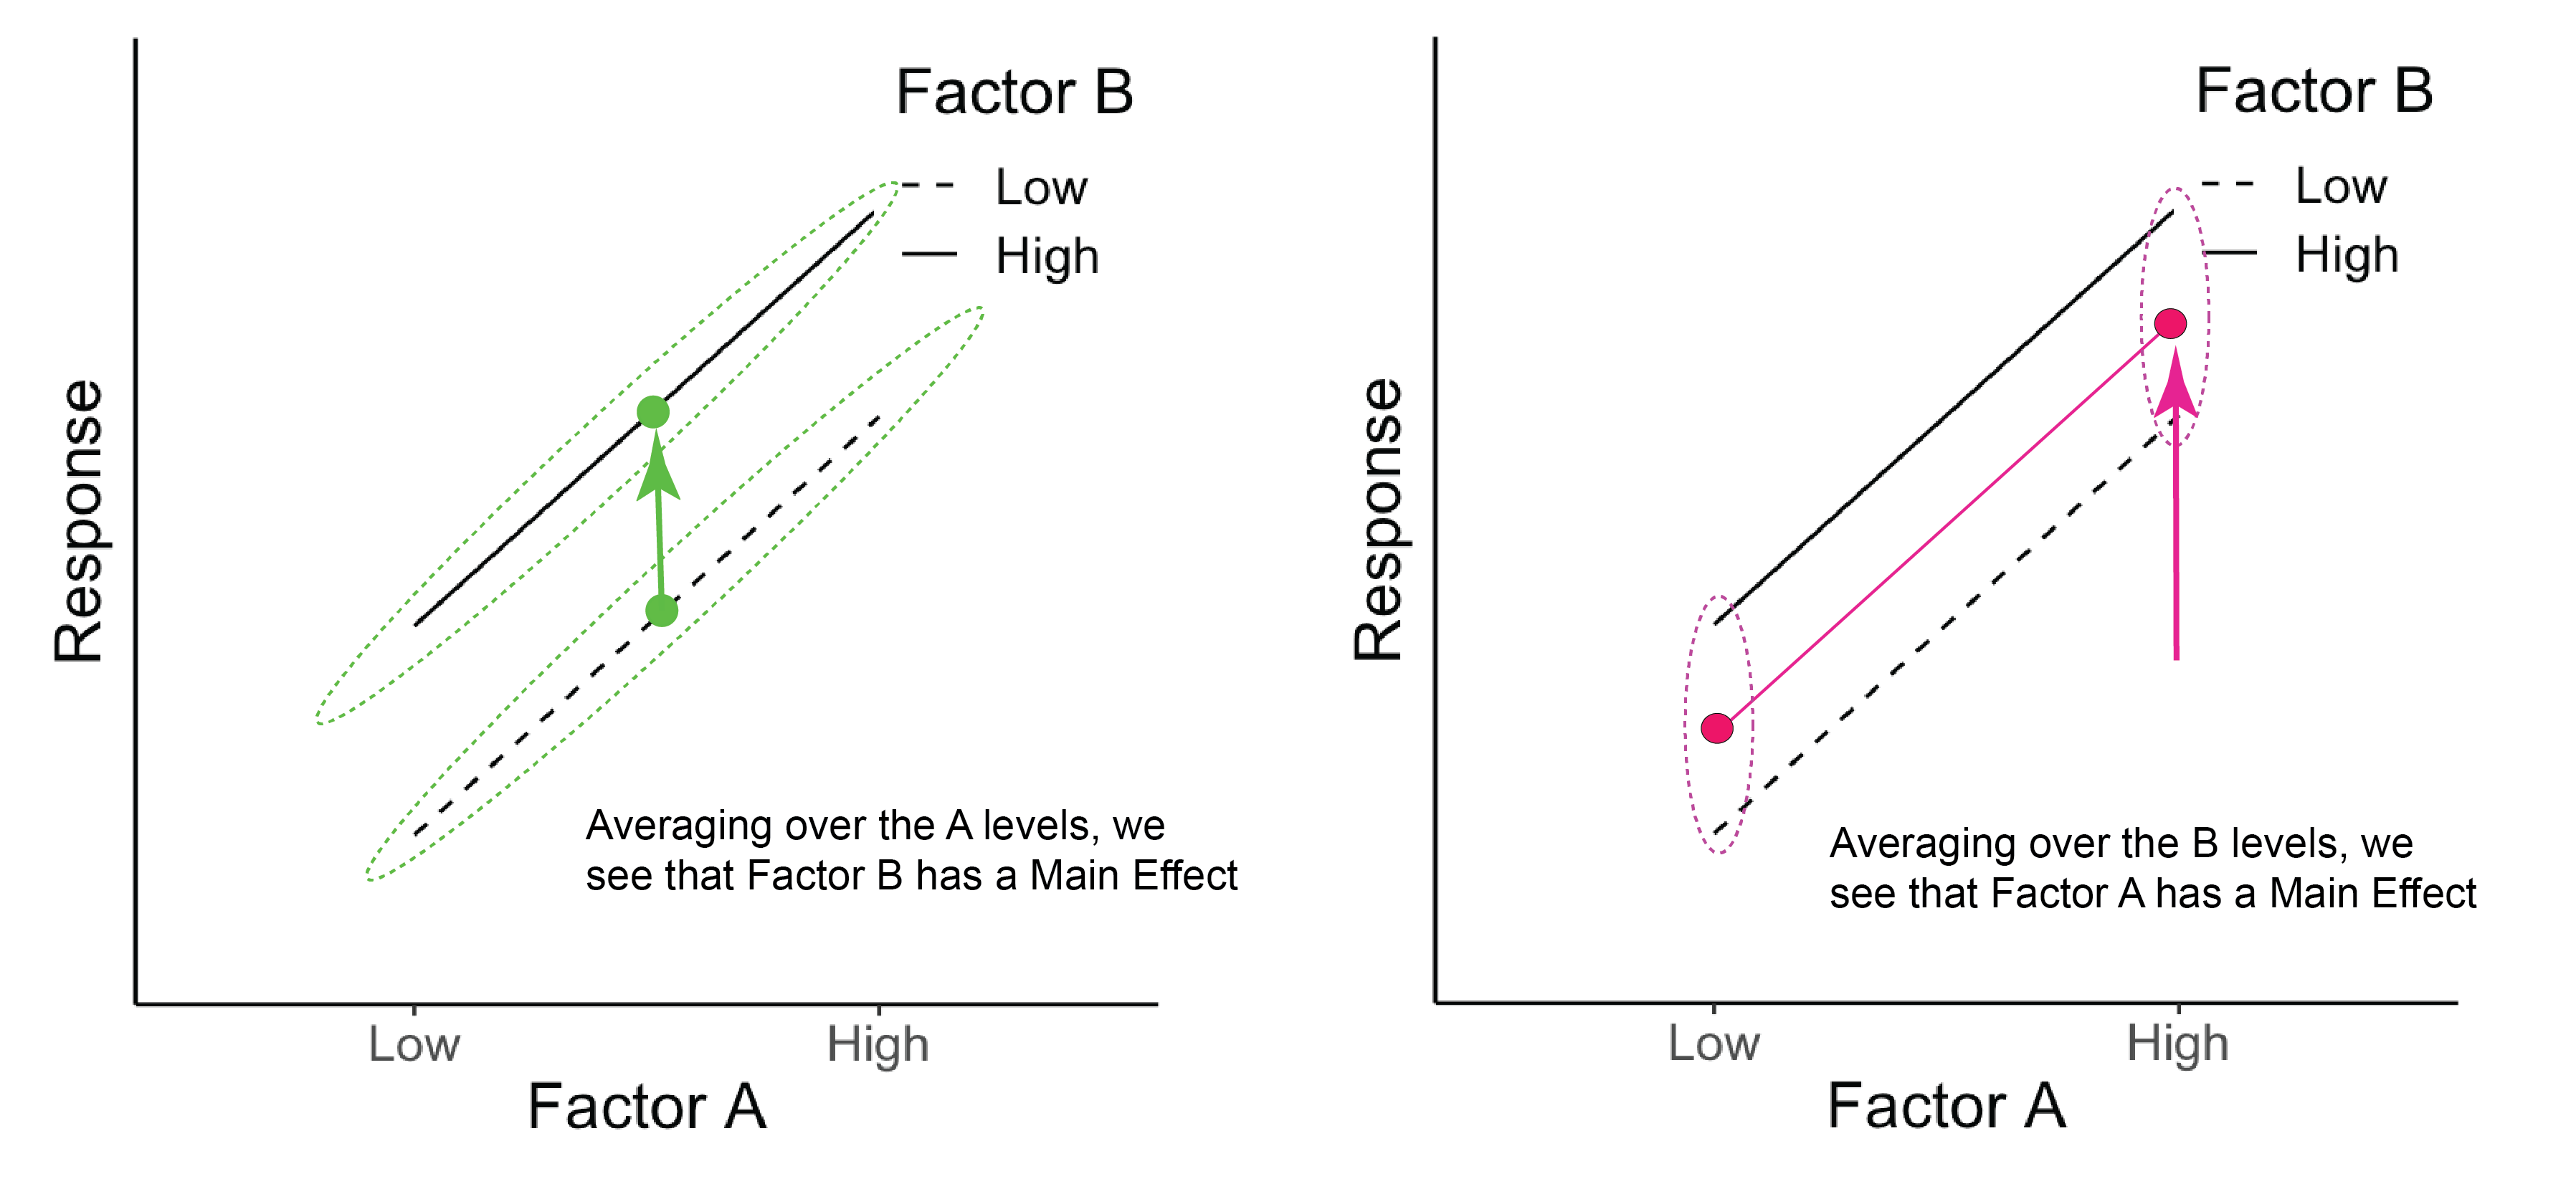 Factor B
Low
High
Response
Averaging over the A levels, we
see that Factor B has a Main Effect
Low
High
Factor A
Factor B
Low
High
Response
Averaging over the B levels, we
see that Factor A has a Main Effect
Low
High
Factor A